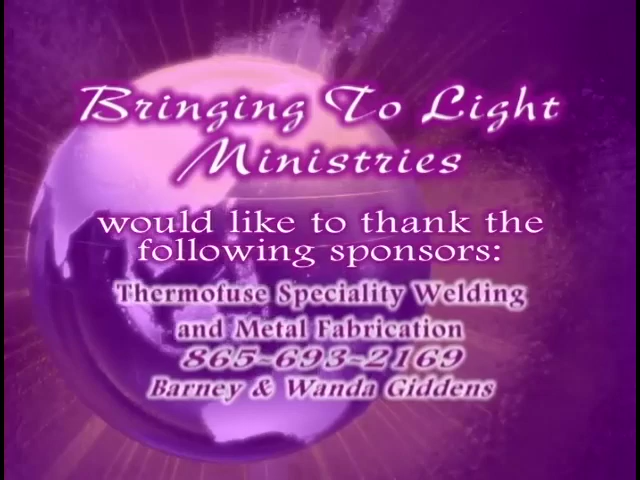 Bringing To Light
Ministries
would like to thank the
following sponsors:
Thermofuse Speciality Welding
and Metal Fabrication
865-693-2169
Barney & Wanda Giddens